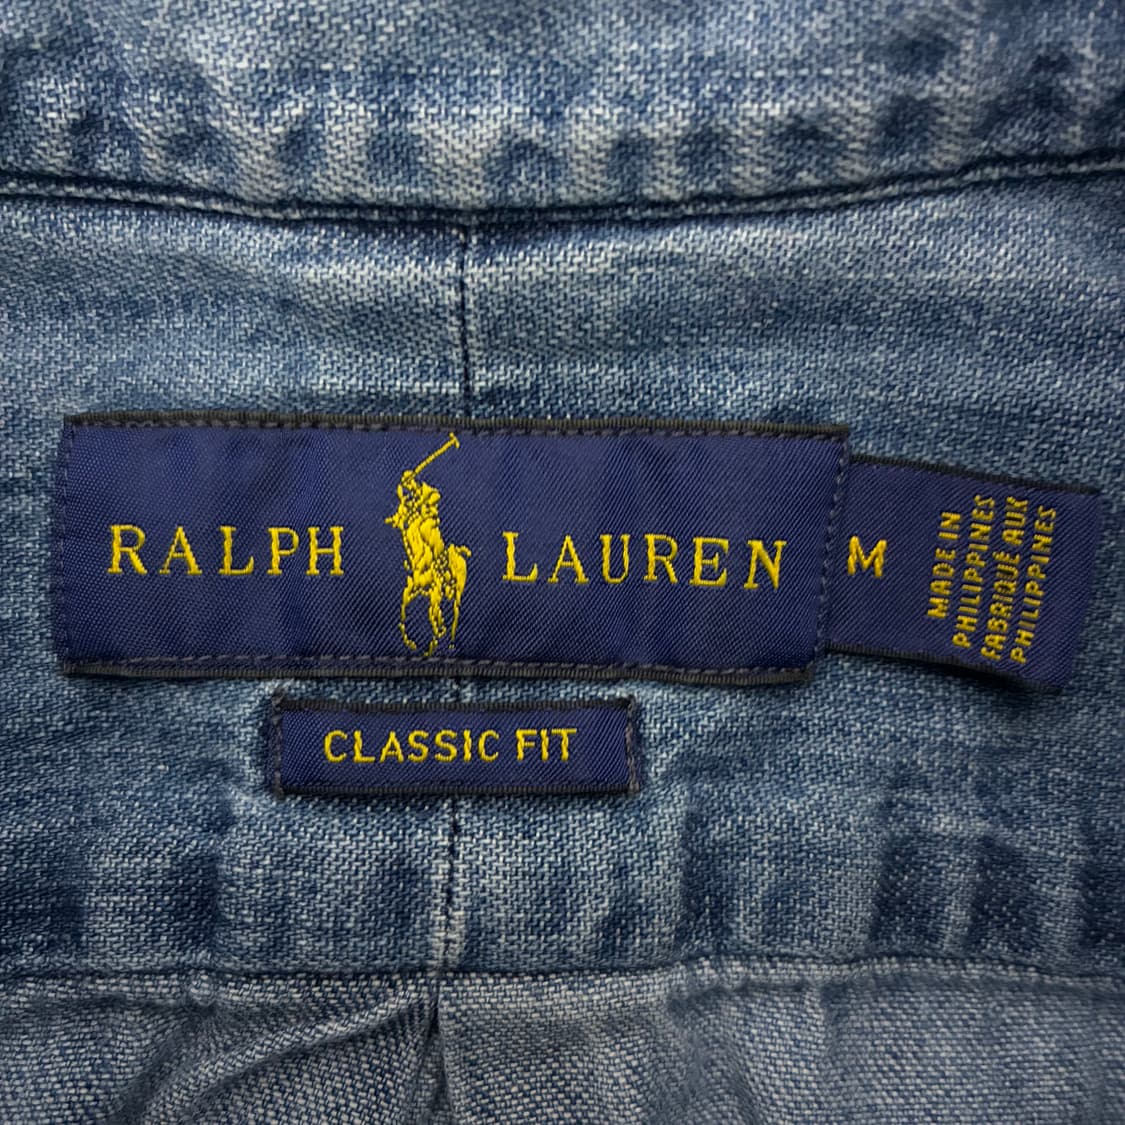 RALPH LAUREN
M
MADE IN
PHILIPPINES
FABRIQUÉ AUX
PHILIPPINES
CLASSIC FIT